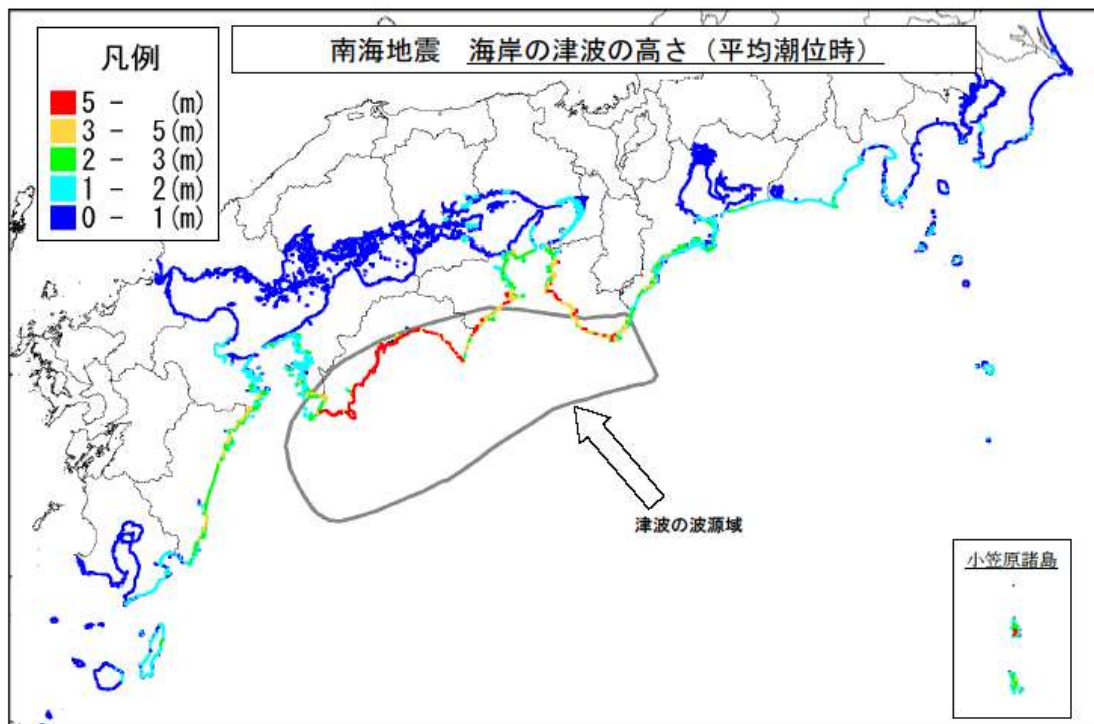 南海地震　海岸の津波の高さ（平均潮位時）
凡例
5 -　　(m)
3 -　5(m)
2 -　3(m)
1 -　2(m)
0 -　1(m)
津波の波源域
小笠原諸島